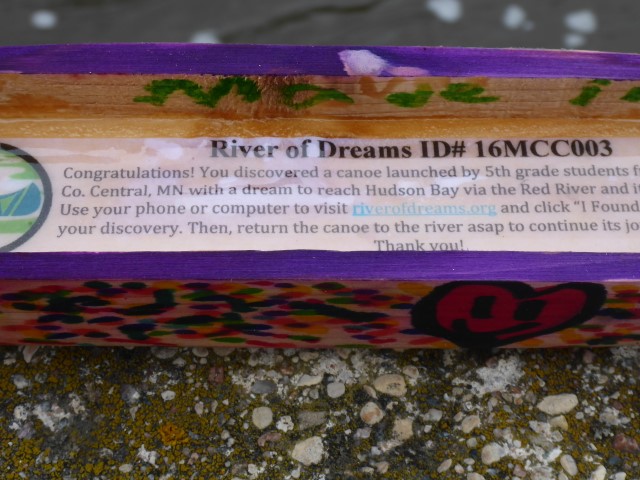 River of Dreams ID# 16MCC003
Congratulations! You discovered a canoe launched by 5th grade students
Co. Central, MN with a dream to reach Hudson Bay via the Red River and
Use your phone or computer to visit riverofdreams.org and click "I Found
your discovery. Then, return the canoe to the river asap to continue its
Thank you!